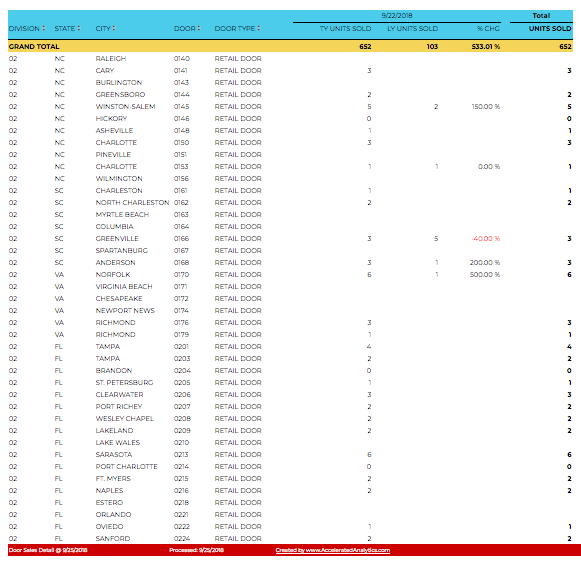 9/22/2018 Total
DIVISION STATE CITY DOOR DOOR TYPE TY UNITS SOLD LY UNITS SOLD % CHG UNITS SOLD
GRAND TOTAL 652 103 533.01 % 652
02 NC RALEIGH 0140 RETAIL DOOR
02 NC CARY 0141 RETAIL DOOR 3 3
02 NC BURLINGTON 0143 RETAIL DOOR
02 NC GREENSBORO 0144 RETAIL DOOR 2 2
02 NC WINSTON-SALEM 0145 RETAIL DOOR 5 2 150.00 % 5
02 NC HICKORY 0146 RETAIL DOOR 0 0
02 NC ASHEVILLE 0148 RETAIL DOOR 1 1
02 NC CHARLOTTE 0150 RETAIL DOOR 3 3
02 NC PINEVILLE 0151 RETAIL DOOR
02 NC CHARLOTTE 0153 RETAIL DOOR 1 1 0.00 % 1
02 NC WILMINGTON 0156 RETAIL DOOR
02 SC CHARLESTON 0161 RETAIL DOOR 1 1
02 SC NORTH CHARLESTON 0162 RETAIL DOOR 2 2
02 SC MYRTLE BEACH 0163 RETAIL DOOR
02 SC COLUMBIA 0164 RETAIL DOOR
02 SC GREENVILLE 0166 RETAIL DOOR 3 5 -40.00 % 3
02 SC SPARTANBURG 0167 RETAIL DOOR
02 SC ANDERSON 0168 RETAIL DOOR 3 1 200.00 % 3
02 VA NORFOLK 0170 RETAIL DOOR 6 1 500.00 % 6
02 VA VIRGINIA BEACH 0171 RETAIL DOOR
02 VA CHESAPEAKE 0172 RETAIL DOOR
02 VA NEWPORT NEWS 0174 RETAIL DOOR
02 VA RICHMOND 0176 RETAIL DOOR 3 3
02 VA RICHMOND 0179 RETAIL DOOR 1 1
02 FL TAMPA 0201 RETAIL DOOR 4 4
02 FL TAMPA 0203 RETAIL DOOR 2 2
02 FL BRANDON 0204 RETAIL DOOR 0 0
02 FL ST. PETERSBURG 0205 RETAIL DOOR 1 1
02 FL CLEARWATER 0206 RETAIL DOOR 3 3
02 FL PORT RICHEY 0207 RETAIL DOOR 2 2
02 FL WESLEY CHAPEL 0208 RETAIL DOOR 2 2
02 FL LAKELAND 0209 RETAIL DOOR 2 2
02 FL LAKE WALES 0210 RETAIL DOOR
02 FL SARASOTA 0213 RETAIL DOOR 6 6
02 FL PORT CHARLOTTE 0214 RETAIL DOOR 0 0
02 FL FT. MYERS 0215 RETAIL DOOR 2 2
02 FL NAPLES 0216 RETAIL DOOR 2 2
02 FL ESTERO 0218 RETAIL DOOR
02 FL ORLANDO 0221 RETAIL DOOR
02 FL OVIEDO 0222 RETAIL DOOR 1 1
02 FL SANFORD 0224 RETAIL DOOR 2 2
Door Sales Detail @ 9/25/2018 Processed: 9/25/2018 Created by www.AcceleratedAnalytics.com